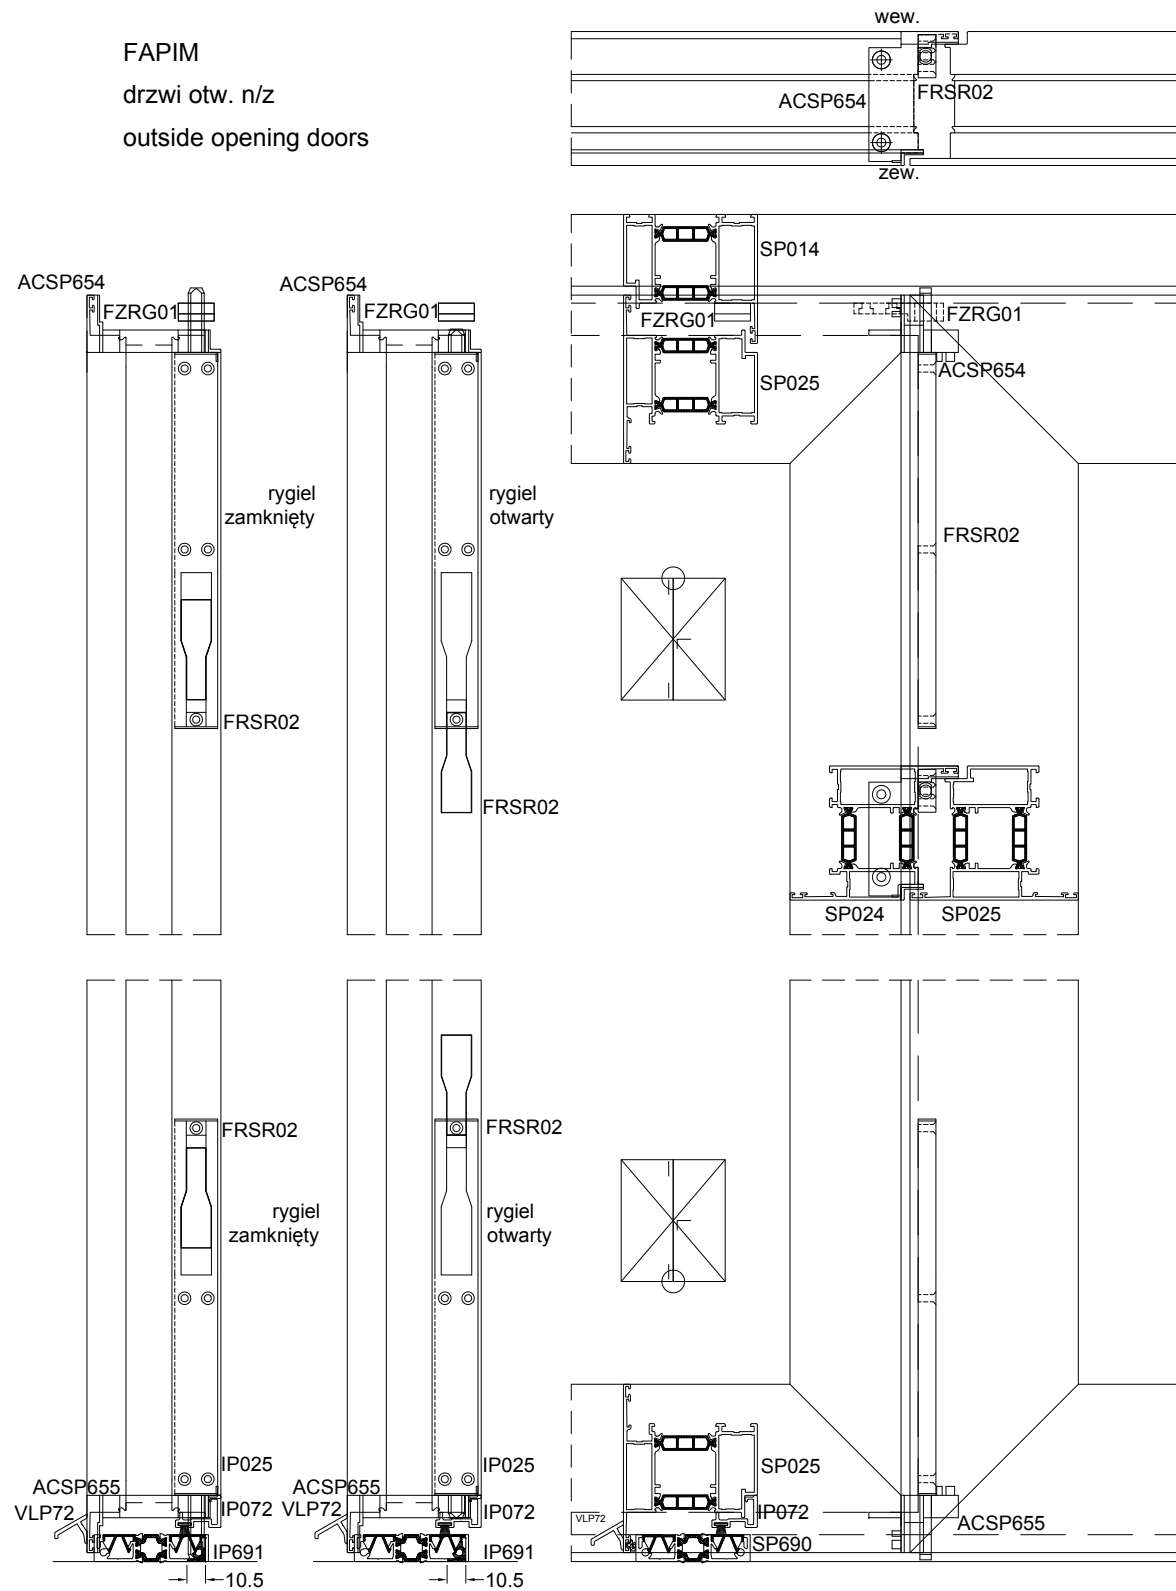 FAPIM
drzwi otw. n/z
outside opening doors
wew.
ACSP654
FRSR02
zew.
ACSP654
FZRG01
ACSP654
FZRG01
SP014
FZRG01
SP025
FZRG01
ACSP654
rygiel
zamknięty
rygiel
otwarty
FRSR02
FRSR02
FRSR02
SP024
SP025
FRSR02
FRSR02
rygiel
zamknięty
rygiel
otwarty
ACSP655
VLP72
IP025
IP072
IP691
10.5
ACSP655
VLP72
IP025
IP072
IP691
10.5
SP025
VLP72
IP072
SP690
ACSP655